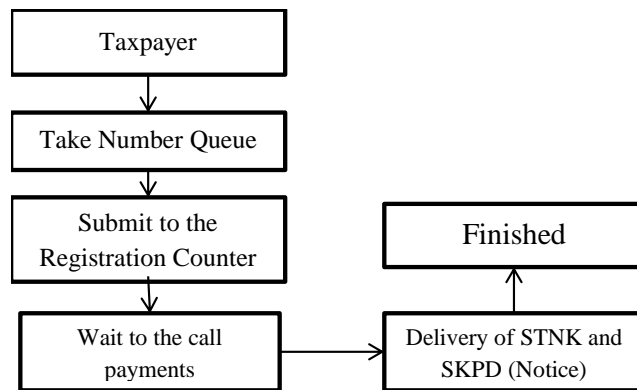 Taxpayer
Take Number Queue
Submit to the
Registration Counter
Wait to the call
payments
Delivery of STNK and
SKPD (Notice)
Finished